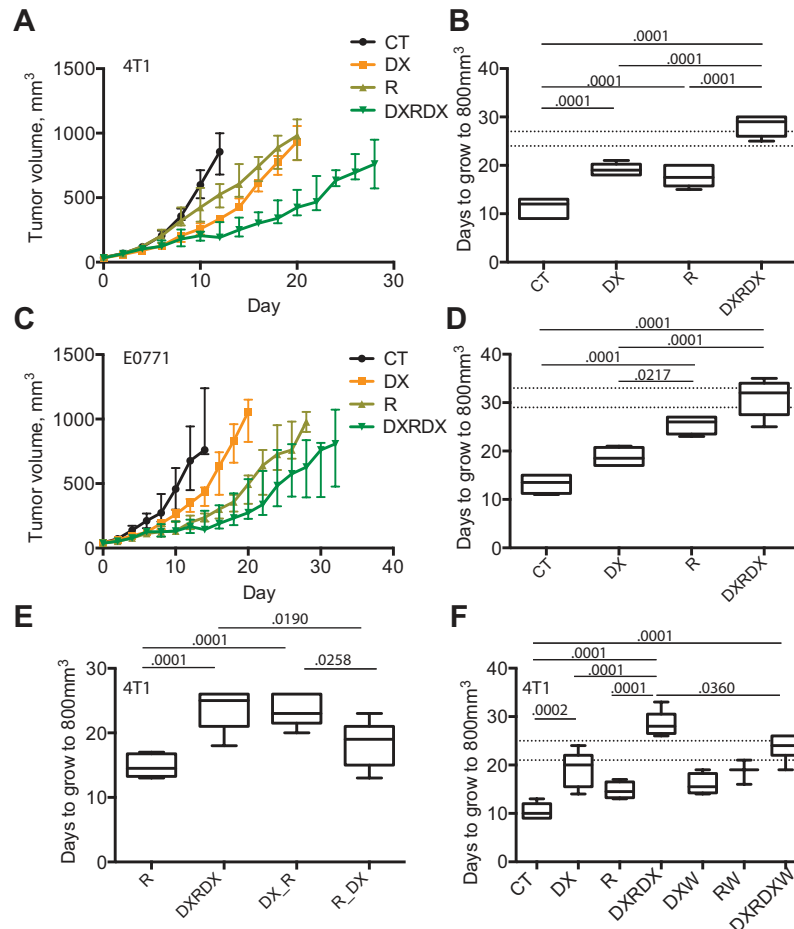 A
4T1
CT
DX
R
DXRDX
Tumor volume, mm3
1500
1000
500
0
0
10
20
30
Day
B
.0001
.0001
.0001
.0001
.0001
Days to grow to 800mm3
40
30
20
10
0
CT
DX
R
DXRDX
C
E0771
CT
DX
R
DXRDX
Tumor volume, mm3
1500
1000
500
0
0
10
20
30
40
Day
D
.0001
.0001
.0001
.0217
Days to grow to 800mm3
40
30
20
10
0
CT
DX
R
DXRDX
E
.0190
.0001
.0001
.0258
4T1
Days to grow to 800mm3
30
20
10
0
R
DXRDX
DX_R
R_DX
F
.0001
.0001
.0001
.0001
.0360
.0002
4T1
Days to grow to 800mm3
40
30
20
10
0
CT
DX
R
DXRDX
DXW
RW
DXRDXW